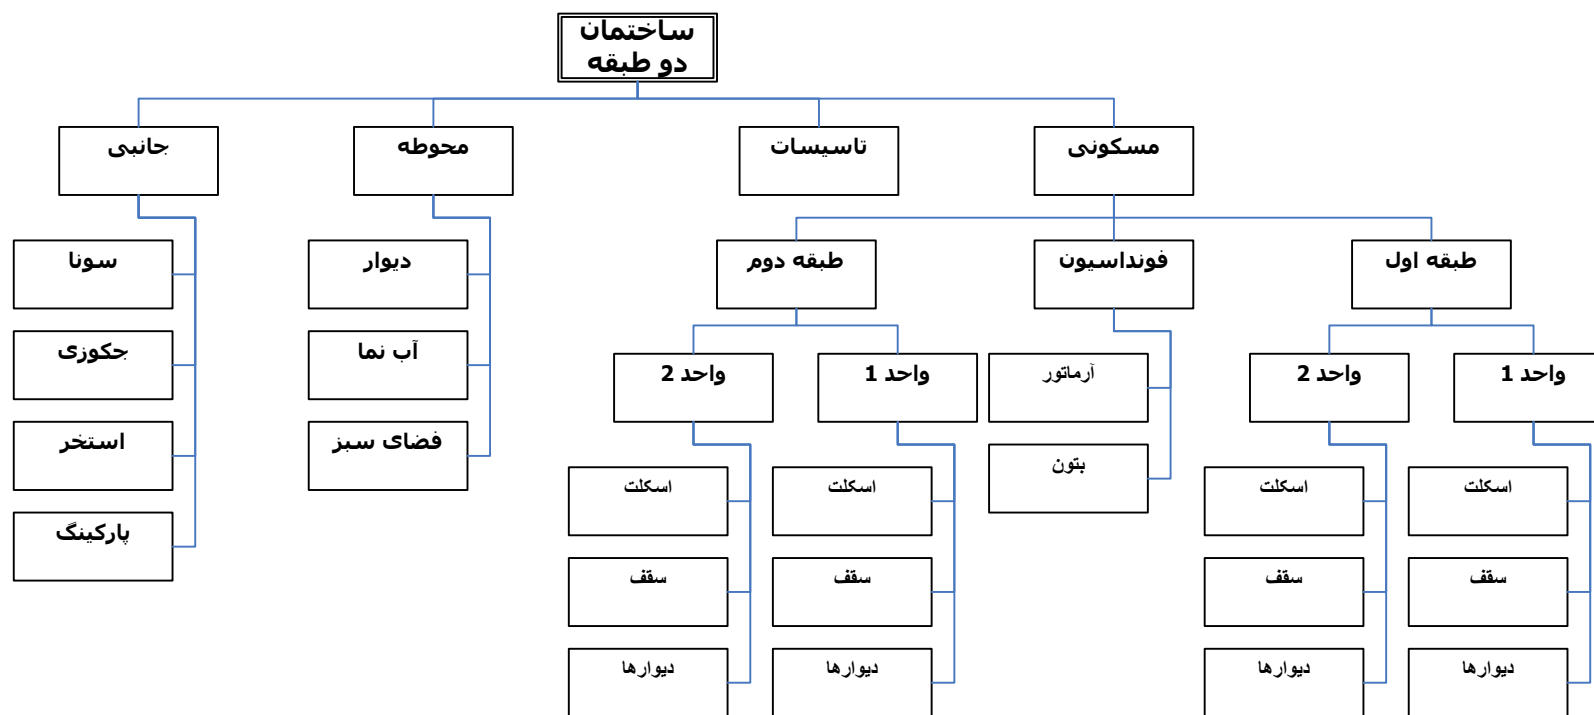 ساختمان
دو طبقه
مسکونی
تاسیسات
محوطه
جانبی
طبقه اول
فونداسیون
طبقه دوم
دیوار
سونا
واحد 1
واحد 2
آرماتور
واحد 1
واحد 2
آب نما
جکوزی
بتون
فضای سبز
استخر
اسکلت
اسکلت
اسکلت
اسکلت
پارکینگ
سقف
سقف
سقف
سقف
دیوارها
دیوارها
دیوارها
دیوارها